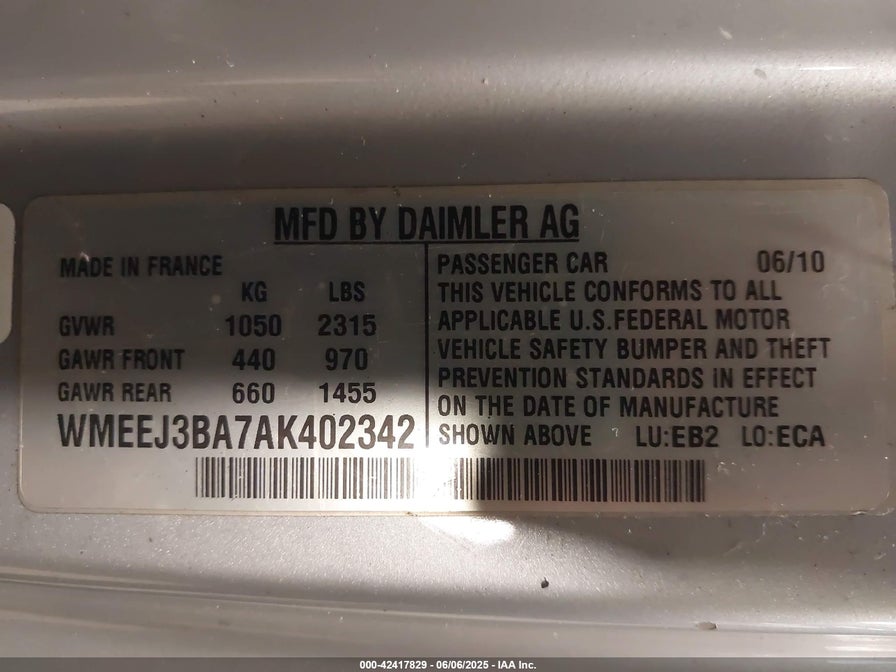 MFD BY DAIMLER AG
MADE IN FRANCE
KG LBS
GVWR 1050 2315
GAWR FRONT 440 970
GAWR REAR 660 1455
WMEEJ3BA7AK402342
PASSENGER CAR 06/10
THIS VEHICLE CONFORMS TO ALL
APPLICABLE U.S.FEDERAL MOTOR
VEHICLE SAFETY BUMPER AND THEFT
PREVENTION STANDARDS IN EFFECT
ON THE DATE OF MANUFACTURE
SHOWN ABOVE LU:EB2 LO:ECA
000-42417829 - 06/06/2025 - IAA Inc.